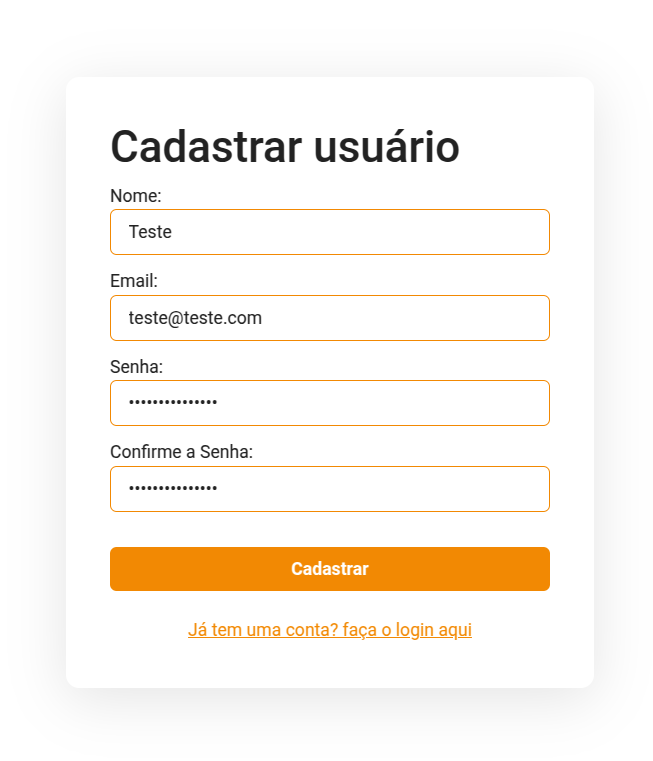 Cadastrar usuário
Nome:
Teste
Email:
teste@teste.com
Senha:
•••••••••••••••
Confirme a Senha:
•••••••••••••••
Cadastrar
Já tem uma conta? faça o login aqui